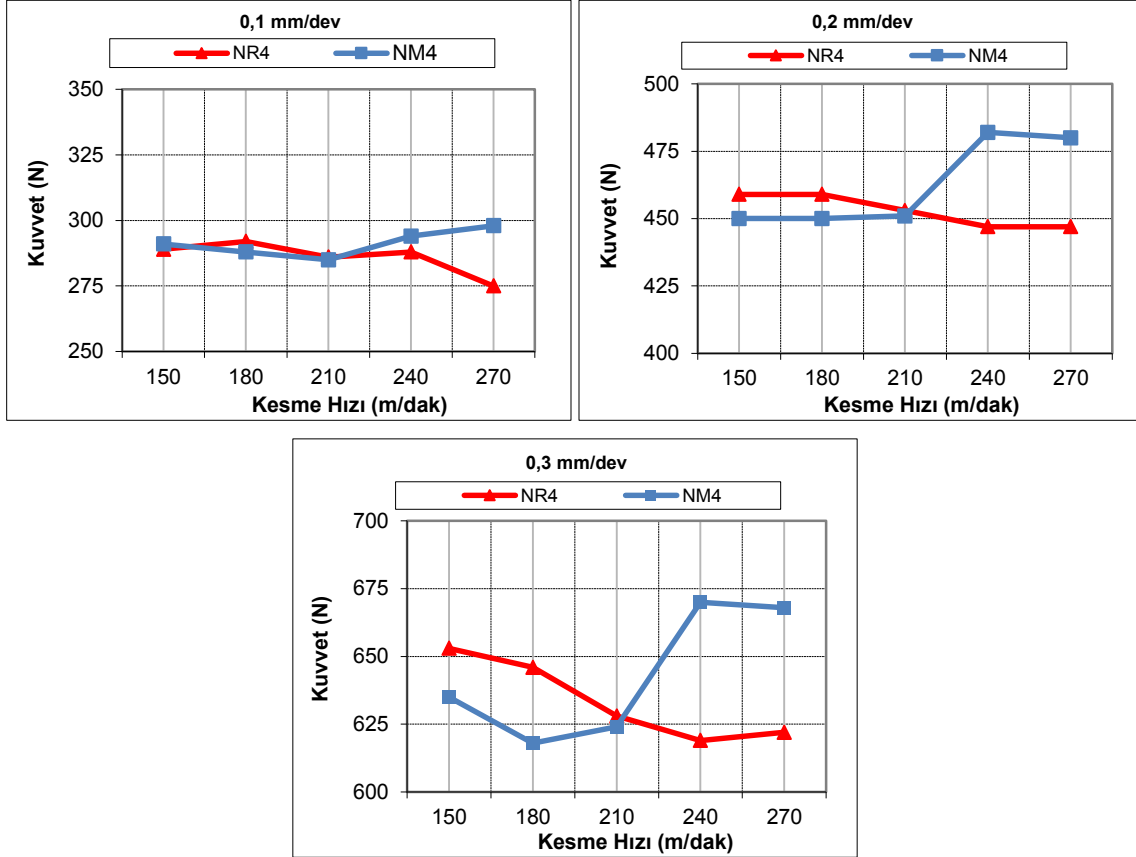 0,1 mm/dev
NR4 NM4
Kuvvet (N)
350
325
300
275
250
150 180 210 240 270
Kesme Hızı (m/dak)
0,2 mm/dev
NR4 NM4
Kuvvet (N)
500
475
450
425
400
150 180 210 240 270
Kesme Hızı (m/dak)
0,3 mm/dev
NR4 NM4
Kuvvet (N)
700
675
650
625
600
150 180 210 240 270
Kesme Hızı (m/dak)